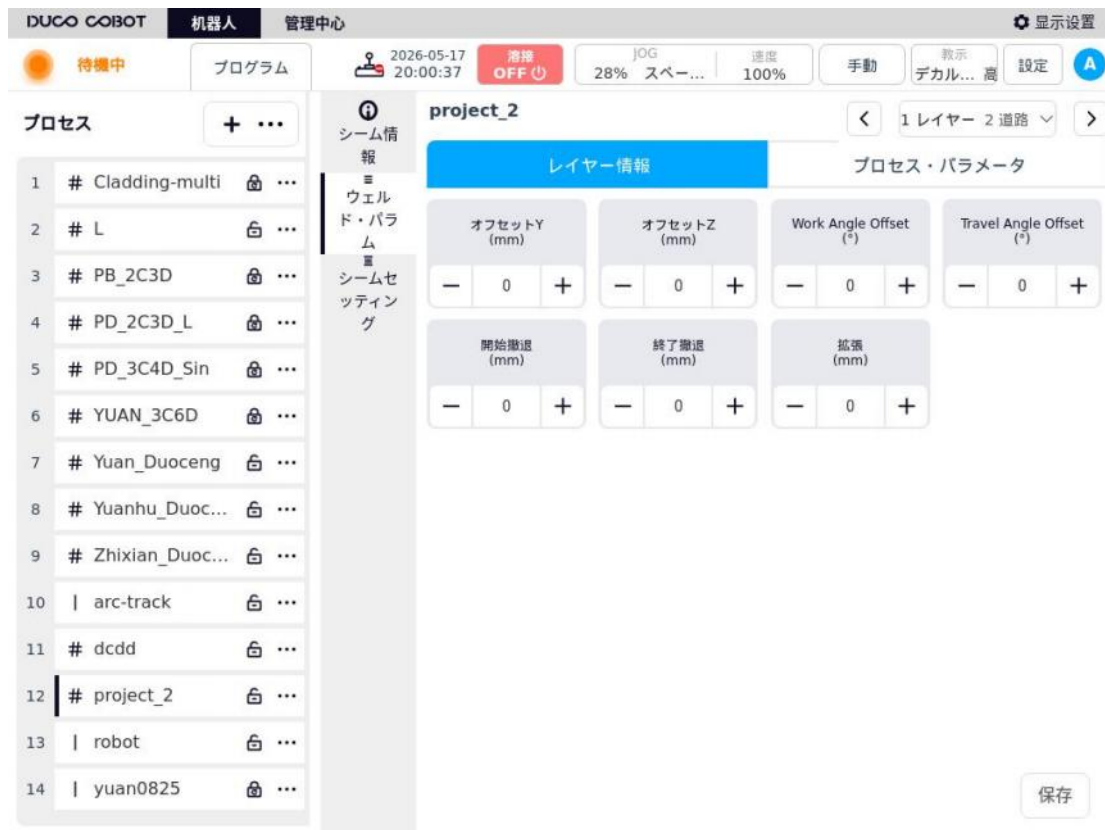 DUCO COBOT 机器人 管理中心 显示设置
待機中 プログラム 2026-05-17 20:00:37 溶接 OFF JOG 28% スペー... 速度 100% 手動 教示 デカル... 高 設定 A
プロセス + ...
1 # Cladding-multi ...
2 # L ...
3 # PB_2C3D ...
4 # PD_2C3D_L ...
5 # PD_3C4D_Sin ...
6 # YUAN_3C6D ...
7 # Yuan_Duoceng ...
8 # Yuanhu_Duoc... ...
9 # Zhixian_Duoc... ...
10 | arc-track ...
11 # dcdd ...
12 # project_2 ...
13 | robot ...
14 | yuan0825 ...
シーム情
報
ウェル
ド・パラ
ム
シームセ
ッティン
グ
project_2 < 1 レイヤー 2 道路 >
レイヤー情報 プロセス・パラメータ
オフセットY
(mm)
— 0 +
オフセットZ
(mm)
— 0 +
Work Angle Offset
(°)
— 0 +
Travel Angle Offset
(°)
— 0 +
開始撤退
(mm)
— 0 +
終了撤退
(mm)
— 0 +
拡張
(mm)
— 0 +
保存